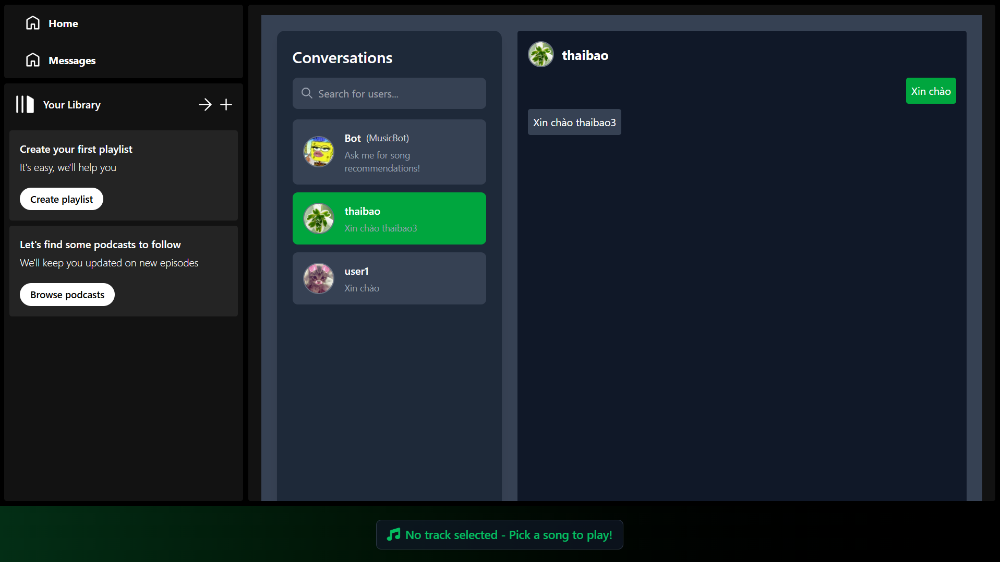 Home
Messages
Your Library
Create your first playlist
It's easy, we'll help you
Create playlist
Let's find some podcasts to follow
We'll keep you updated on new episodes
Browse podcasts
Conversations
Search for users...
Bot (MusicBot)
Ask me for song
recommendations!
thaibao
Xin chào thaibao3
user1
Xin chào
thaibao
Xin chào
Xin chào thaibao3
No track selected - Pick a song to play!